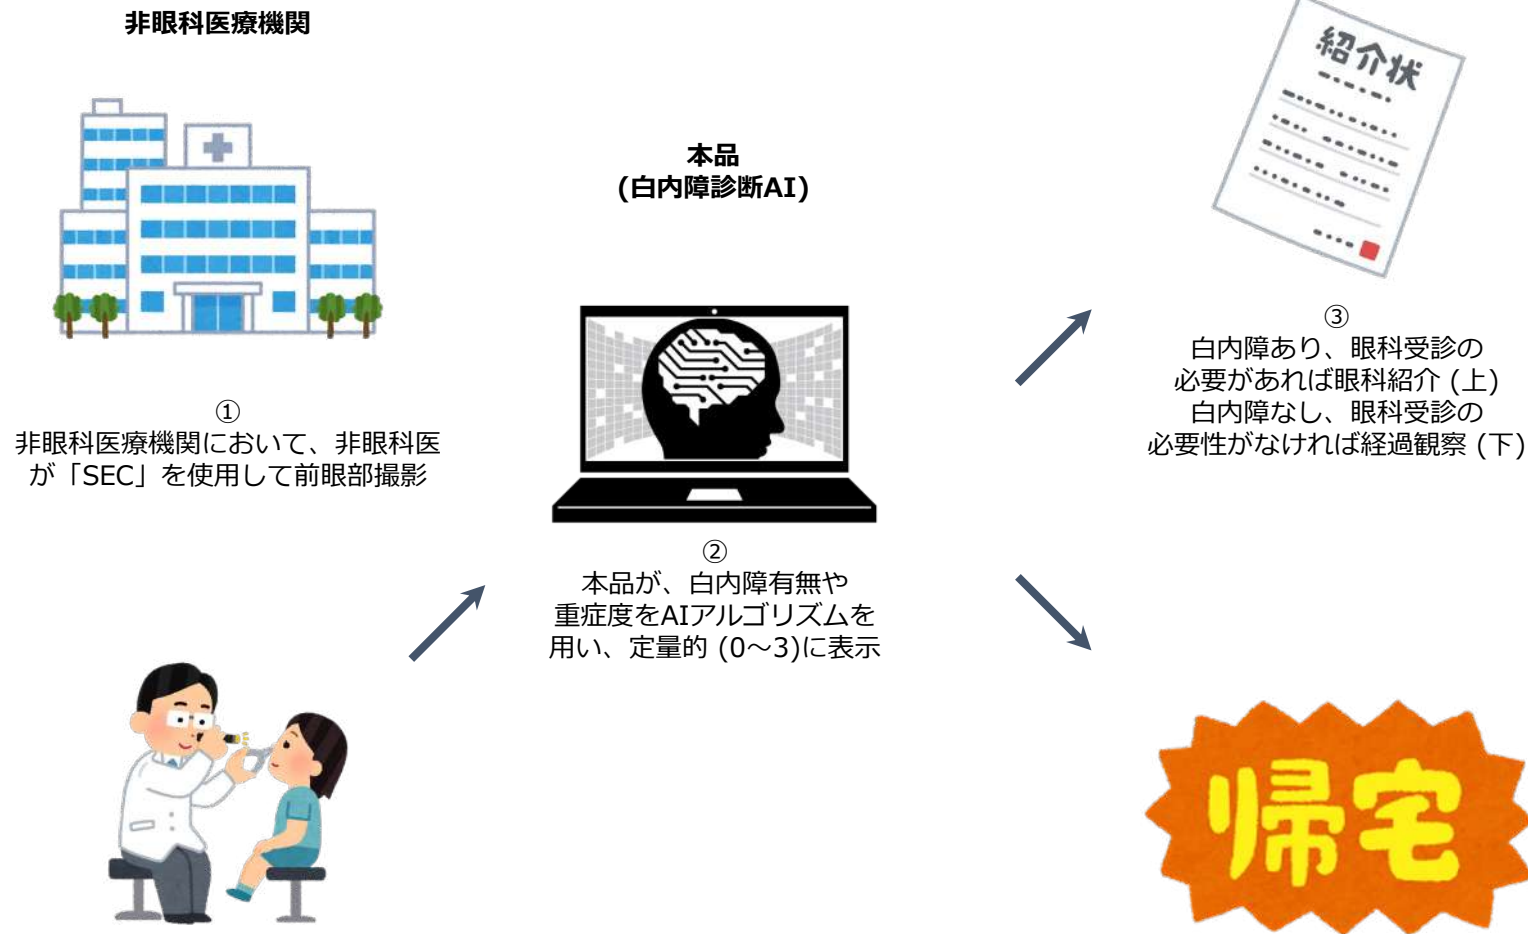 非眼科医療機関
①
非眼科医療機関において、非眼科医
が「SEC」を使用して前眼部撮影
本品
(白内障診断AI)
②
本品が、白内障有無や
重症度をAIアルゴリズムを
用い、定量的 (0～3)に表示
紹介状
③
白内障あり、眼科受診の
必要があれば眼科紹介 (上)
白内障なし、眼科受診の
必要性がなければ経過観察 (下)
帰宅